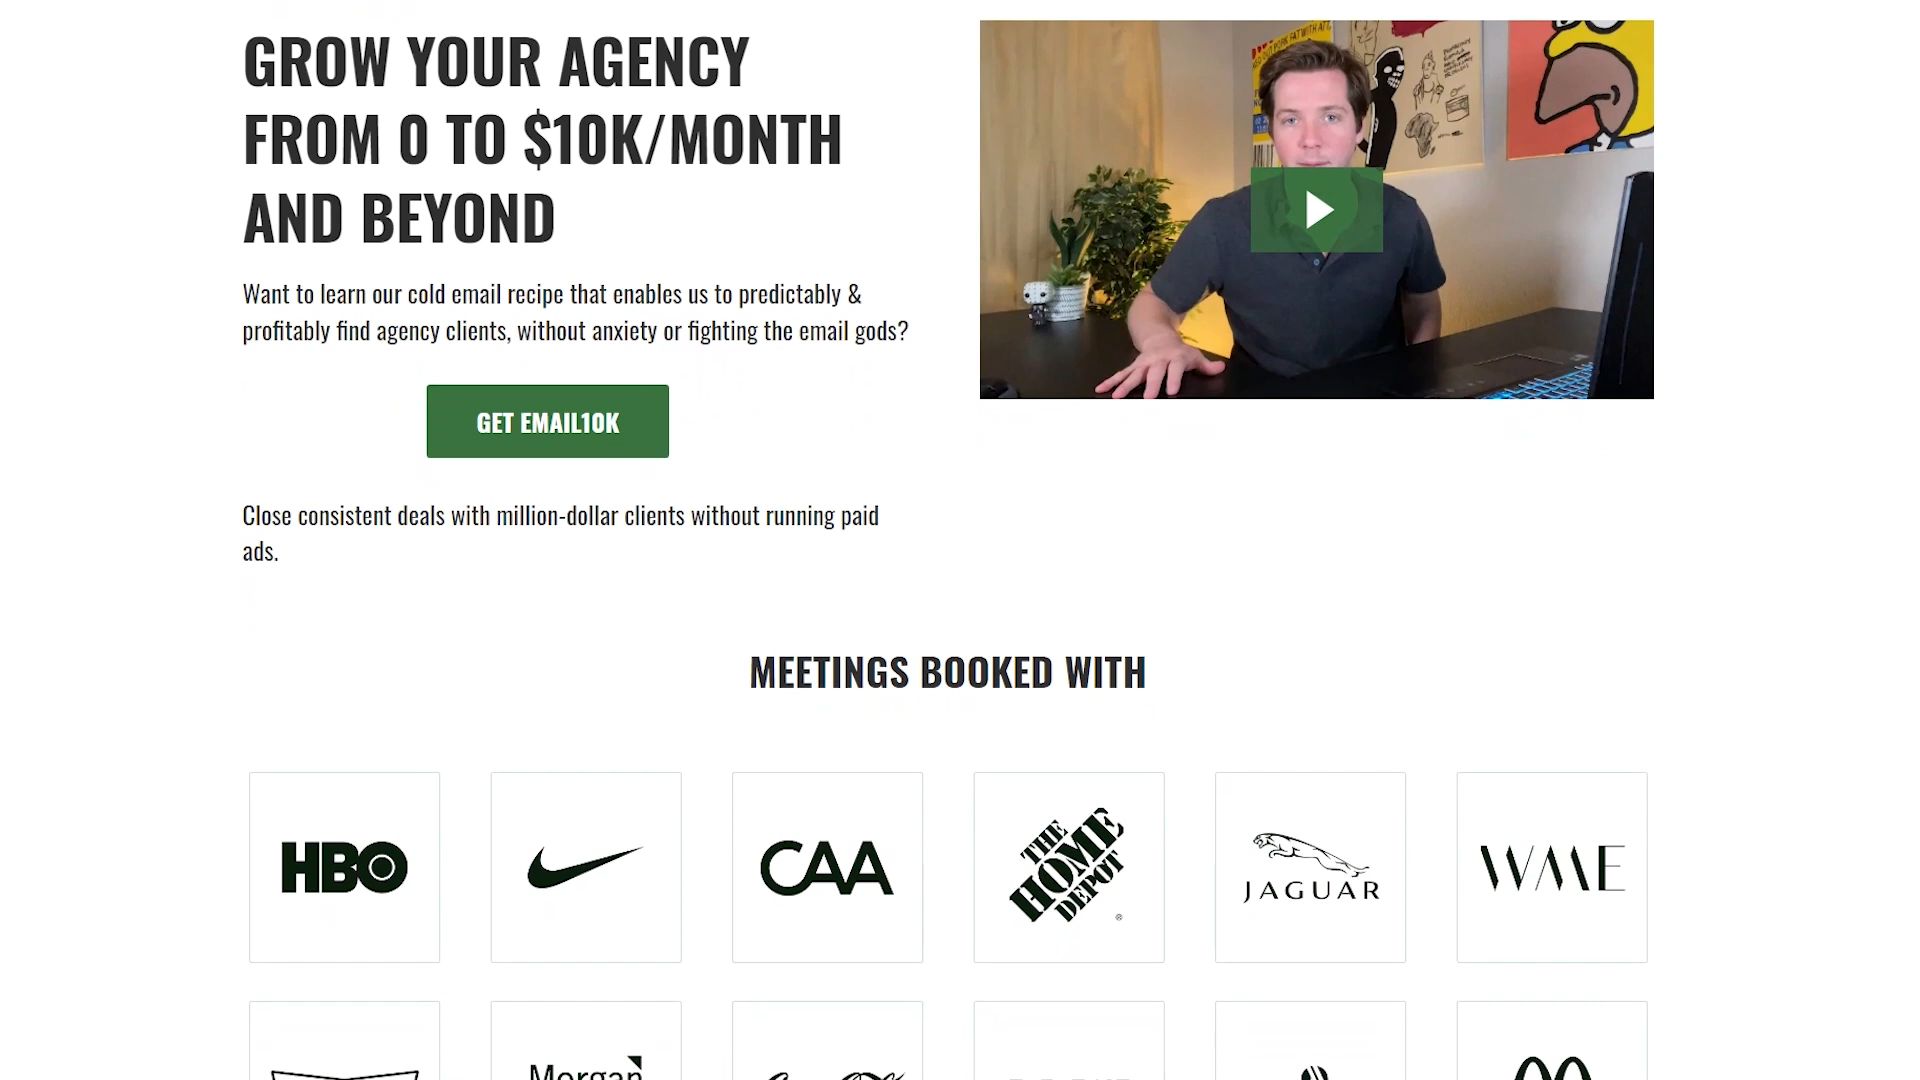 GROW YOUR AGENCY
FROM 0 TO $10K/MONTH
AND BEYOND
Want to learn our cold email recipe that enables us to predictably &
profitably find agency clients, without anxiety or fighting the email gods?
GET EMAIL10K
Close consistent deals with million-dollar clients without running paid
ads.
MEETINGS BOOKED WITH
HBO
CAA
THE
HOME
DEPOT
®
JAGUAR
WME
Morgan